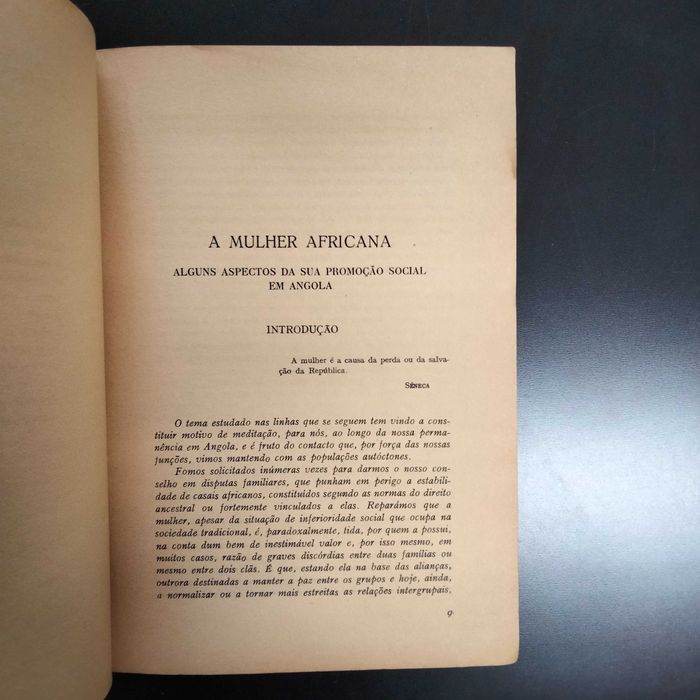 A MULHER AFRICANA
ALGUNS ASPECTOS DA SUA PROMOÇÃO SOCIAL
EM ANGOLA
INTRODUÇÃO
A mulher é a causa da perda ou da salva-
ção da República.
SÉNECA
O tema estudado nas linhas que se seguem tem vindo a cons-
tituir motivo de meditação, para nós, ao longo da nossa perma-
nência em Angola, e é fruto do contacto que, por força das nossas
funções, vimos mantendo com as populações autóctones.
Fomos solicitados inúmeras vezes para darmos o nosso con-
selho em disputas familiares, que punham em perigo a estabili-
dade de casais africanos, constituídos segundo as normas do direito
ancestral ou fortemente vinculados a elas. Reparámos que a
mulher, apesar da situação de inferioridade social que ocupa na
sociedade tradicional, é, paradoxalmente, tida, por quem a possui,
na conta dum bem de inestimável valor e, por isso mesmo, em
muitos casos, razão de graves discórdias entre duas famílias ou
mesmo entre dois clãs. É que, estando ela na base das alianças,
outrora destinadas a manter a paz entre os grupos e hoje, ainda,
a normalizar ou a tornar mais estreitas as relações intergrupais,
9